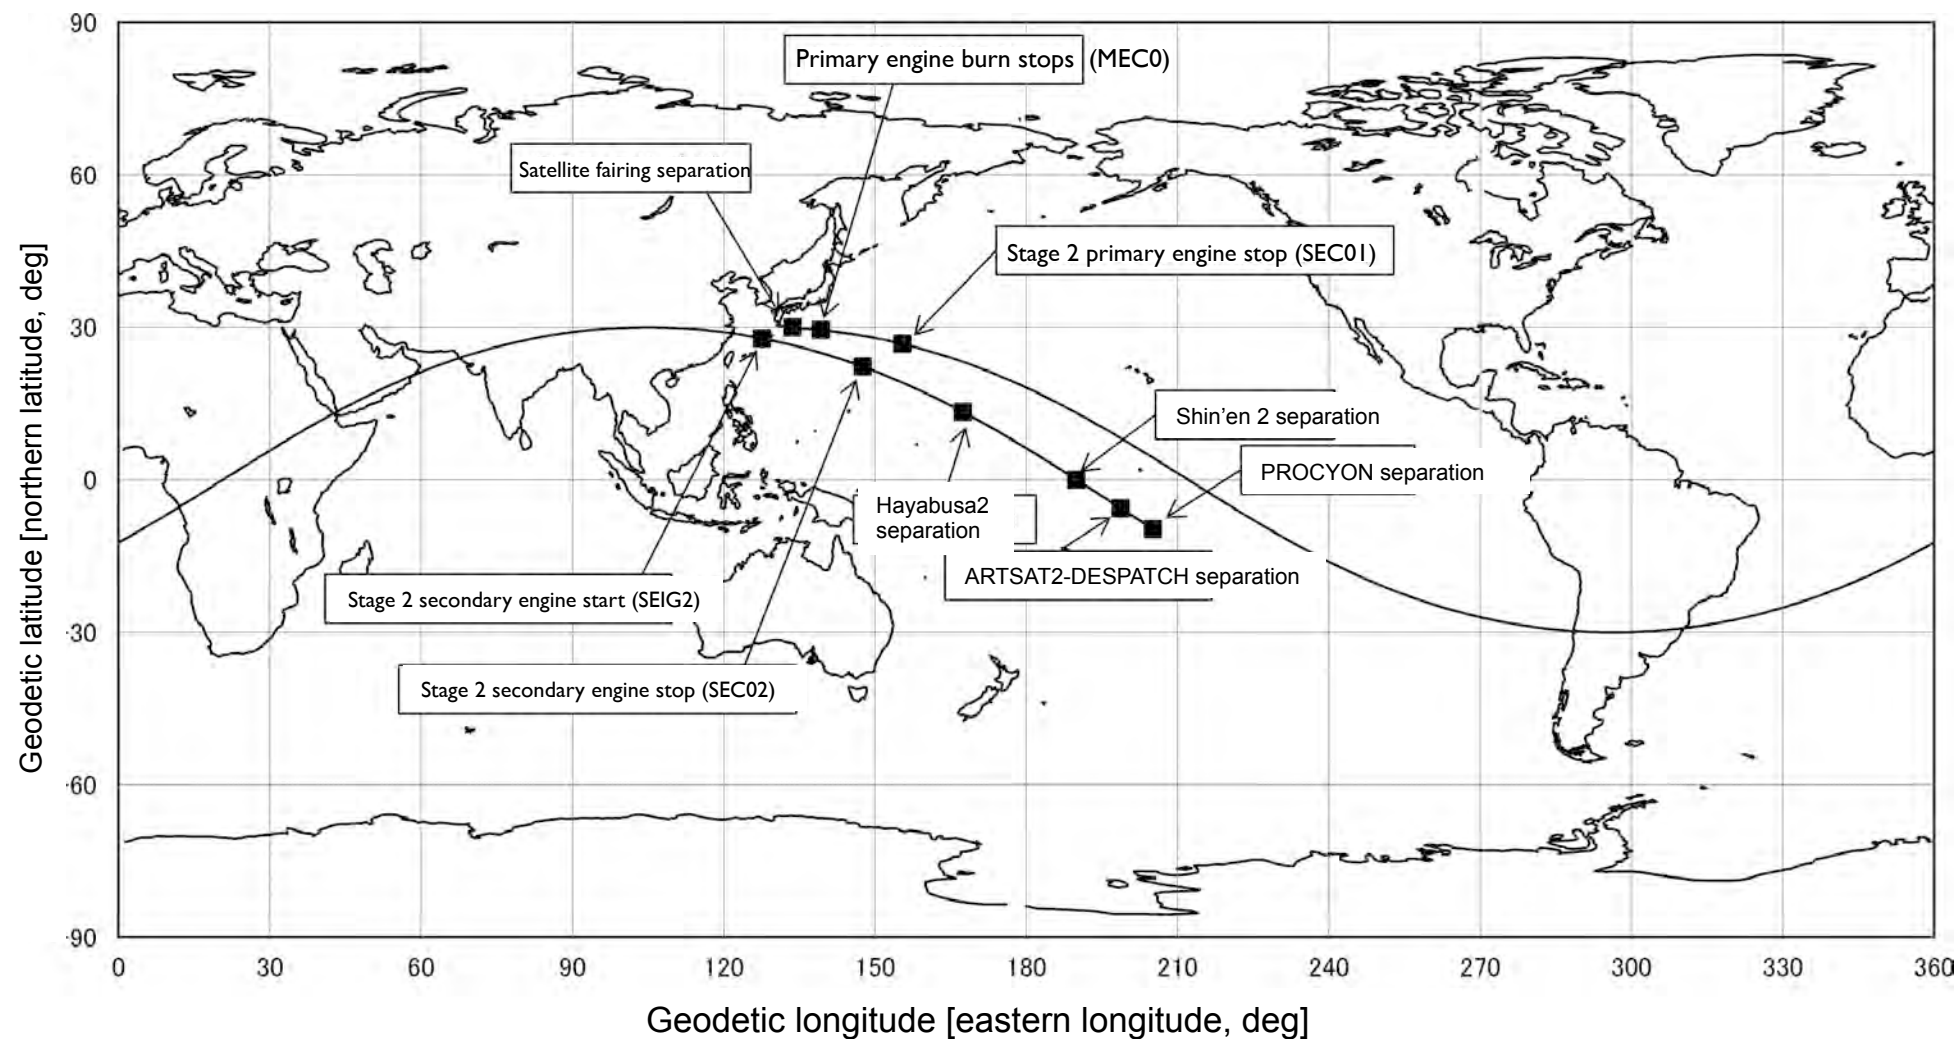 90
60
30
0
-30
-60
-90
Geodetic latitude [northern latitude, deg]
Primary engine burn stops (MEC0)
Satellite fairing separation
Stage 2 primary engine stop (SEC01)
Shin'en 2 separation
PROCYON separation
Hayabusa2
separation
ARTSAT2-DESPATCH separation
Stage 2 secondary engine start (SEIG2)
Stage 2 secondary engine stop (SEC02)
0 30 60 90 120 150 180 210 240 270 300 330 360
Geodetic longitude [eastern longitude, deg]